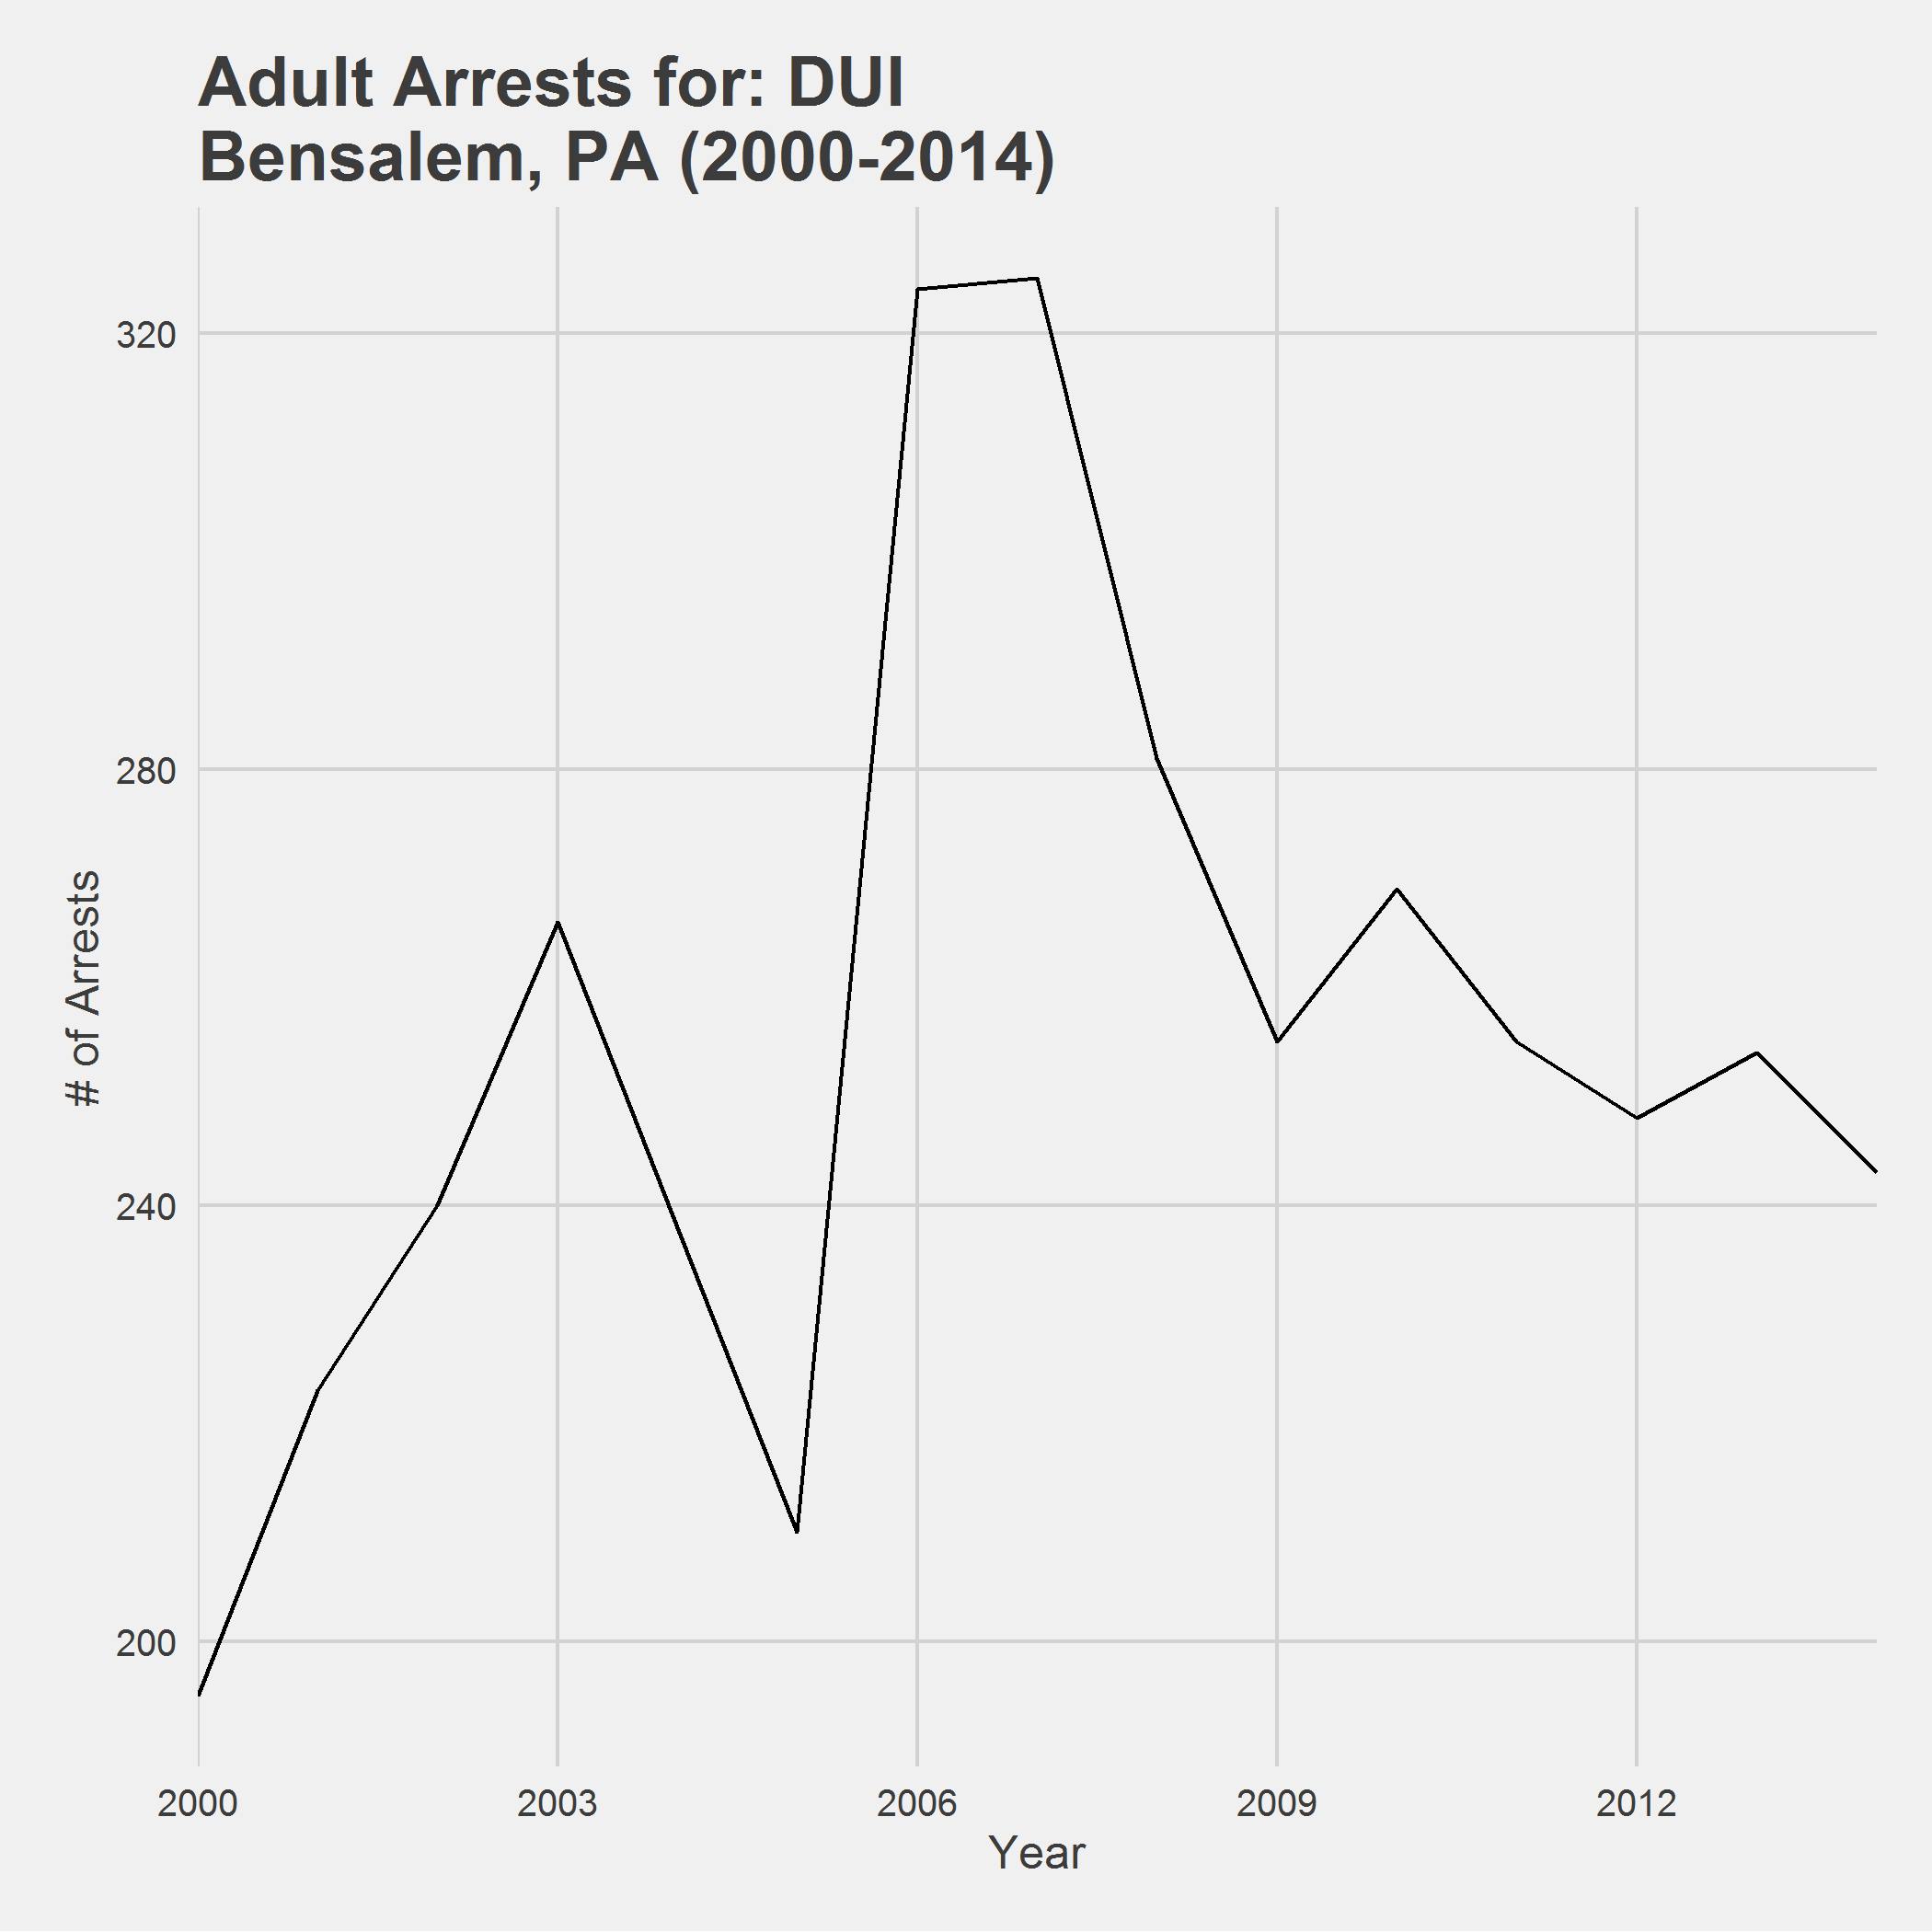 Adult Arrests for: DUI
Bensalem, PA (2000-2014)
320
280
240
200
# of Arrests
2000 2003 2006 2009 2012
Year